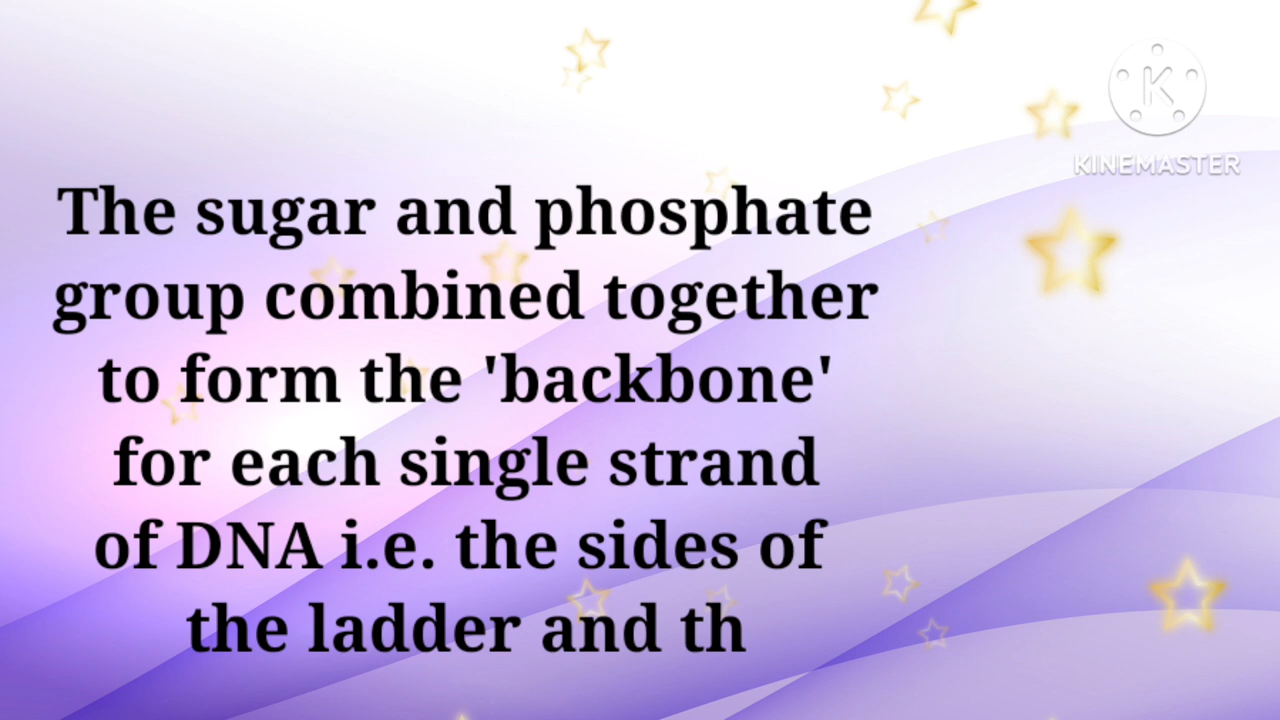 The sugar and phosphate
group combined together
to form the 'backbone'
for each single strand
of DNA i.e. the sides of
the ladder and th
K
KINEMASTER